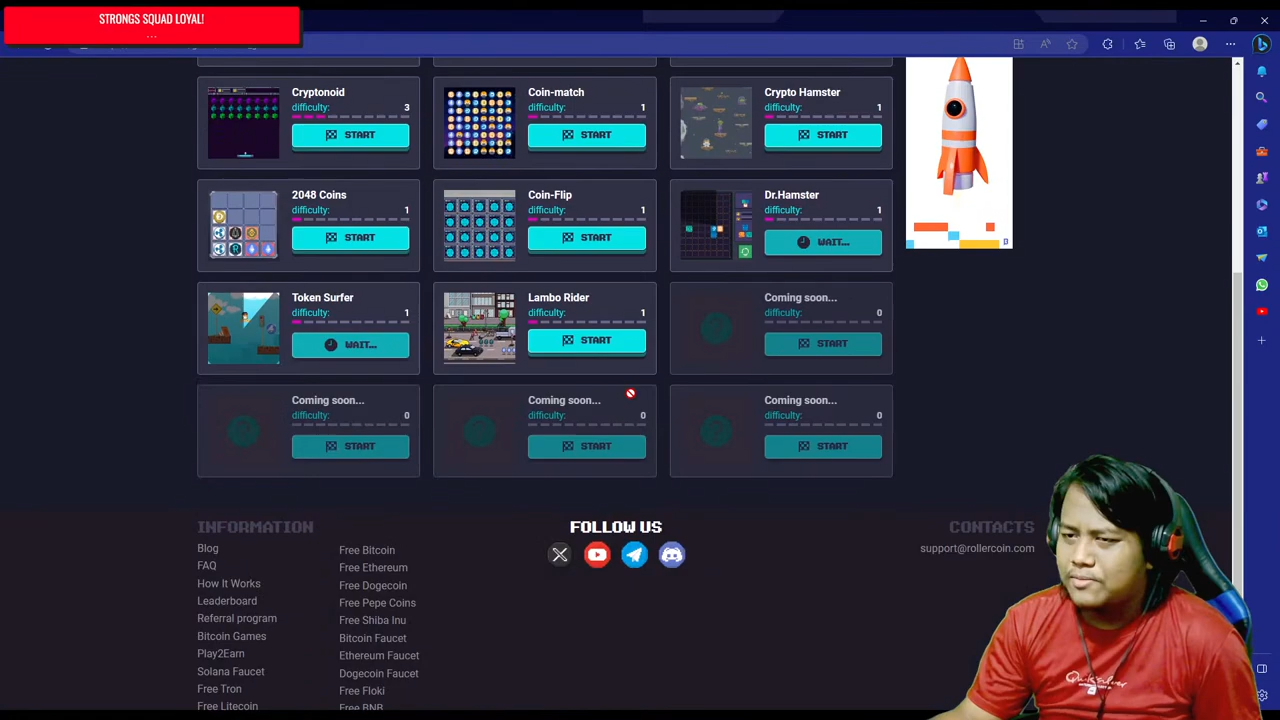 STRONGS SQUAD LOYAL!
...
Cryptonoid
difficulty: 3
START
Coin-match
difficulty: 1
START
Crypto Hamster
difficulty: 1
START
2048 Coins
difficulty: 1
START
Coin-Flip
difficulty: 1
START
Dr.Hamster
difficulty: 1
WAIT...
Token Surfer
difficulty: 1
WAIT...
Lambo Rider
difficulty: 1
START
Coming soon...
difficulty: 0
START
Coming soon...
difficulty: 0
START
Coming soon...
difficulty: 0
START
Coming soon...
difficulty: 0
START
INFORMATION
Blog
FAQ
How It Works
Leaderboard
Referral program
Bitcoin Games
Play2Earn
Solana Faucet
Free Tron
Free Litecoin
Free Bitcoin
Free Ethereum
Free Dogecoin
Free Pepe Coins
Free Shiba Inu
Bitcoin Faucet
Ethereum Faucet
Dogecoin Faucet
Free Floki
Free BNB
FOLLOW US
CONTACTS
support@rollercoin.com